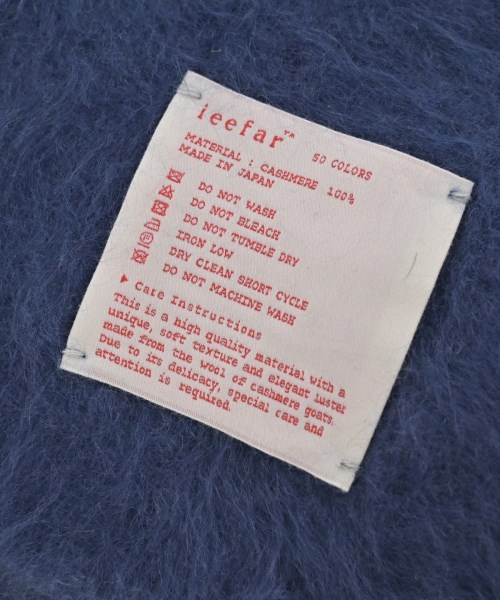 ieefar™ 50 COLORS
MATERIAL : CASHMERE 100%
MADE IN JAPAN
DO NOT WASH
DO NOT BLEACH
DO NOT TUMBLE DRY
IRON LOW
DRY CLEAN SHORT CYCLE
DO NOT MACHINE WASH
▶ Care Instructions
This is a high quality material with a
unique, soft texture and elegant luster
made from the wool of cashmere goats.
Due to its delicacy, special care and
attention is required.